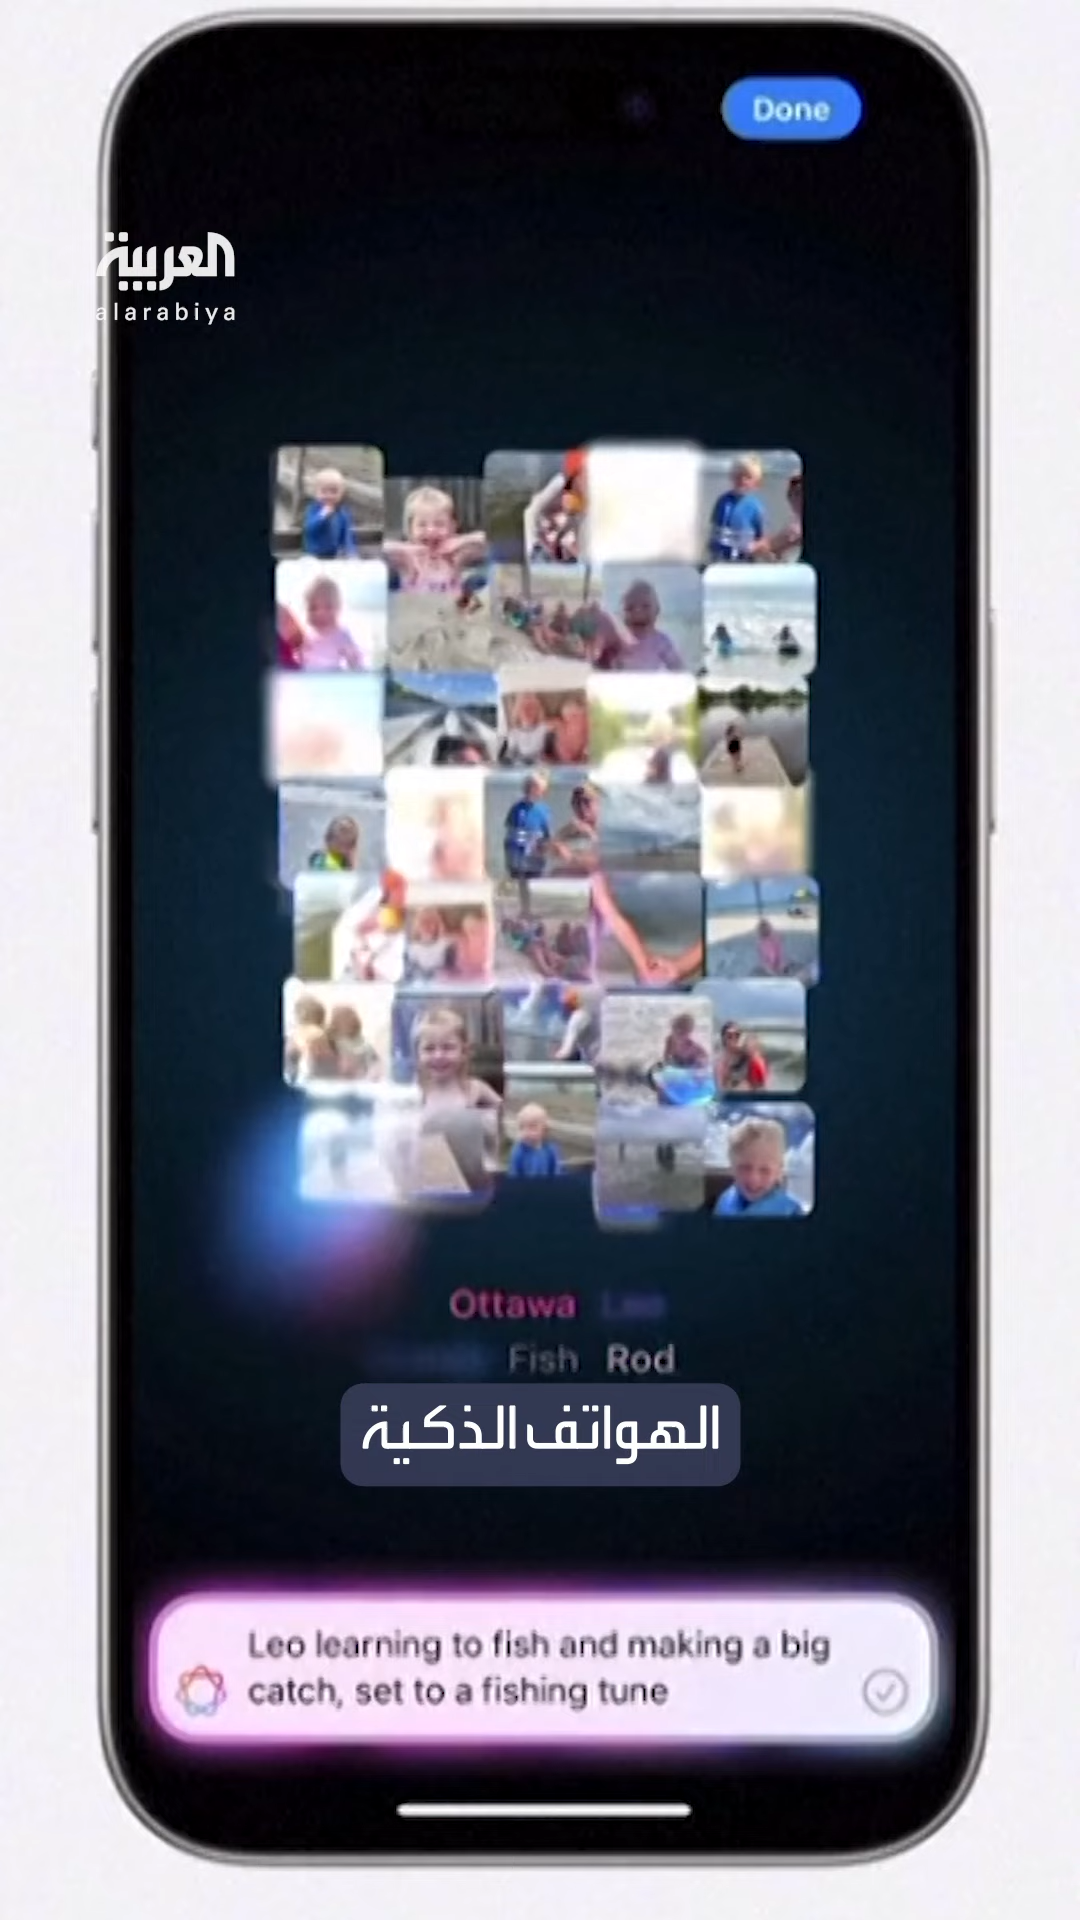 Done
العربية
alarabiya
Ottawa
Fish Rod
الهواتف الذكية
Leo learning to fish and making a big
catch, set to a fishing tune